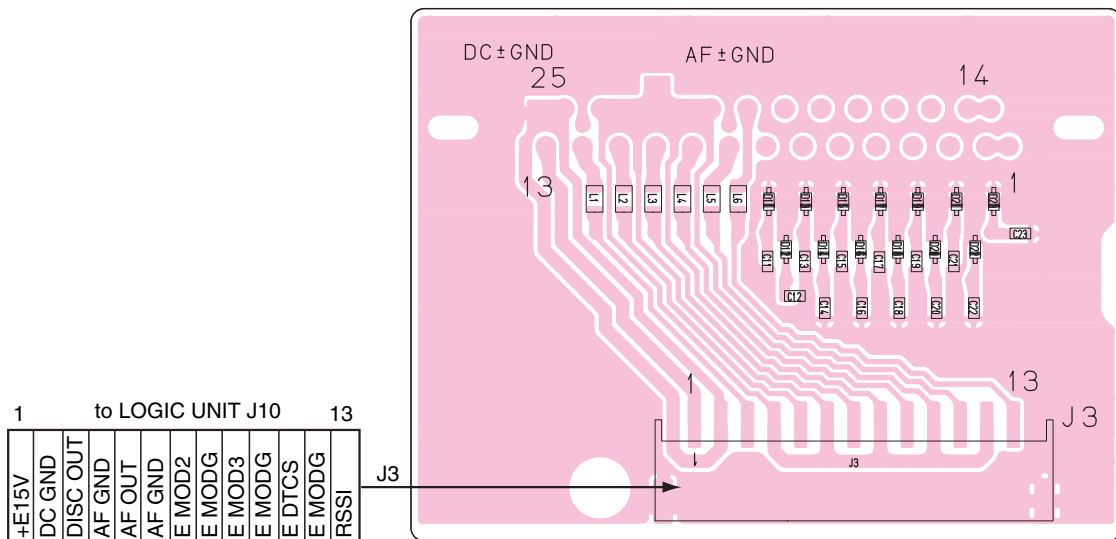 DC±GND
AF±GND
25
14
13
1
L1
L2
L3
L4
L5
L6
C23
C11
C13
C15
C17
C19
C21
C12
C14
C16
C18
C20
C22
1
13
J3
J3
1 to LOGIC UNIT J10 13
+E15V
DC GND
DISC OUT
AF GND
AF OUT
AF GND
E MOD2
E MODG
E MOD3
E MODG
E DTCS
E MODG
RSSI
J3